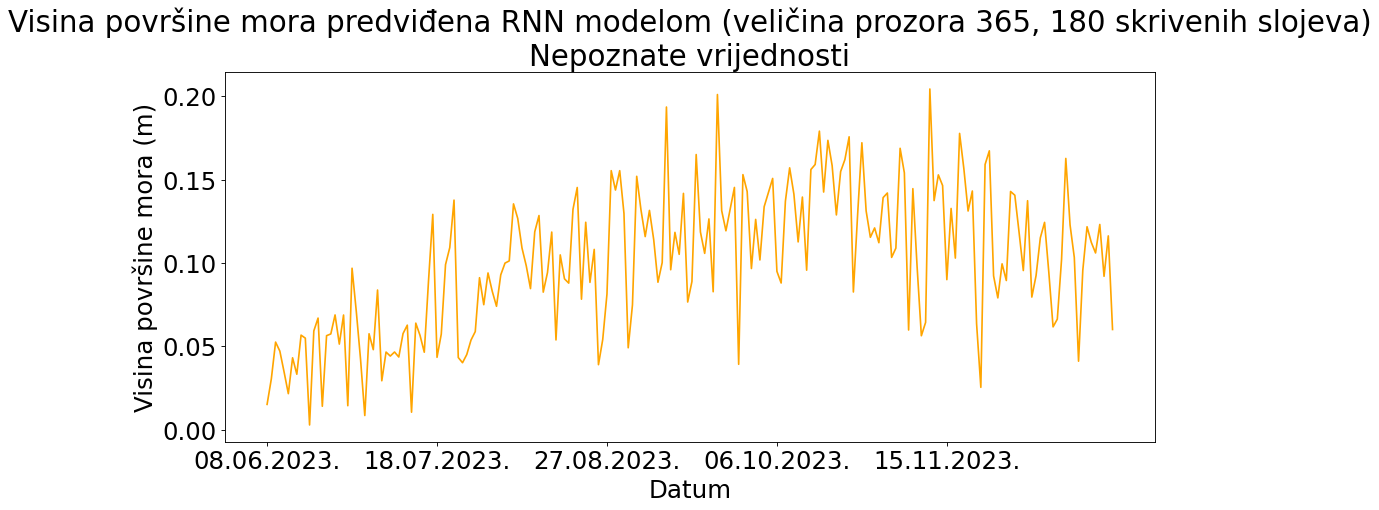 Visina površine mora predviđena RNN modelom (veličina prozora 365, 180 skrivenih slojeva)
Nepoznate vrijednosti
Visina površine mora (m)
0.20
0.15
0.10
0.05
0.00
08.06.2023. 18.07.2023. 27.08.2023. 06.10.2023. 15.11.2023.
Datum